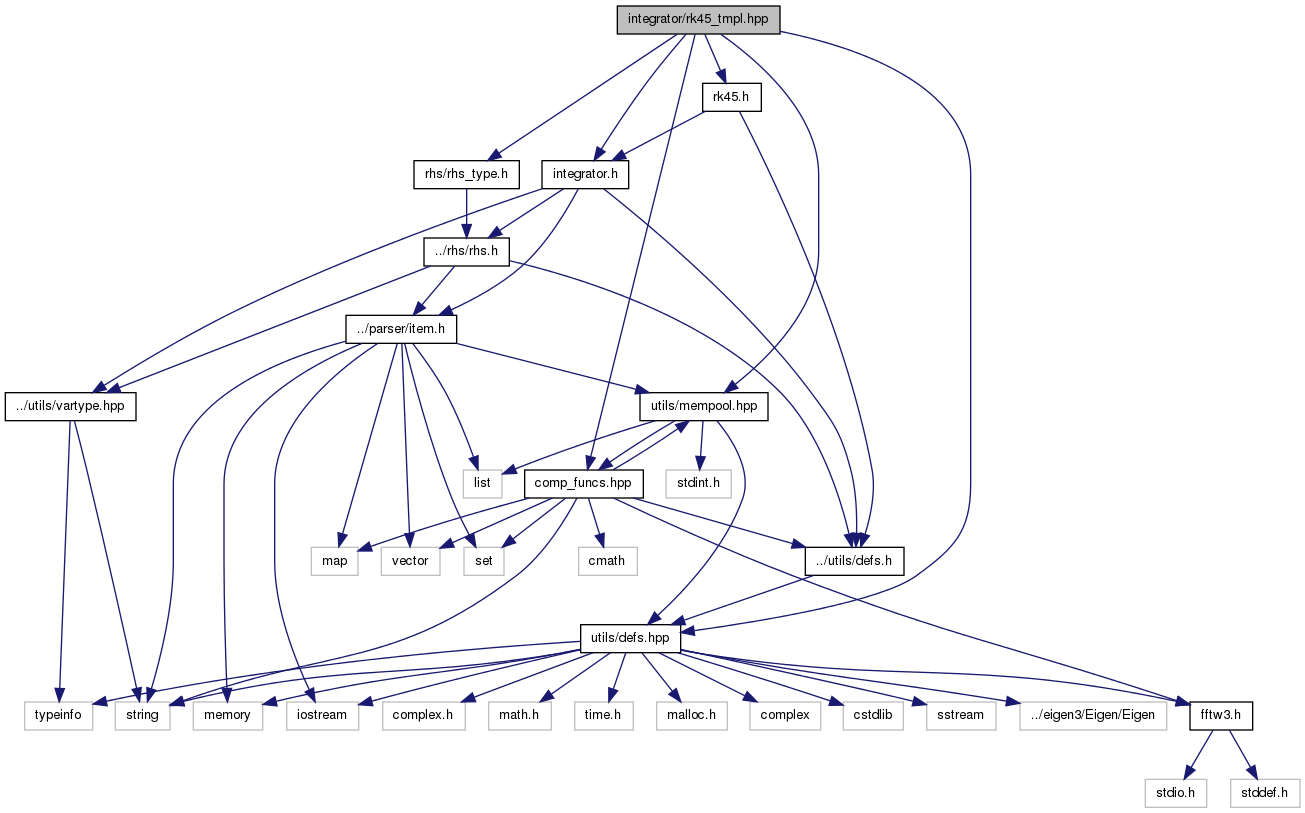 integrator/rk45_tmpl.hpp
rk45.h
rhs/rhs_type.h
integrator.h
../rhs/rhs.h
../parser/item.h
../utils/vartype.hpp
utils/mempool.hpp
list
comp_funcs.hpp
stdint.h
map
vector
set
cmath
../utils/defs.h
utils/defs.hpp
typeinfo
string
memory
iostream
complex.h
math.h
time.h
malloc.h
complex
cstdlib
sstream
../eigen3/Eigen/Eigen
fftw3.h
stdio.h
stddef.h